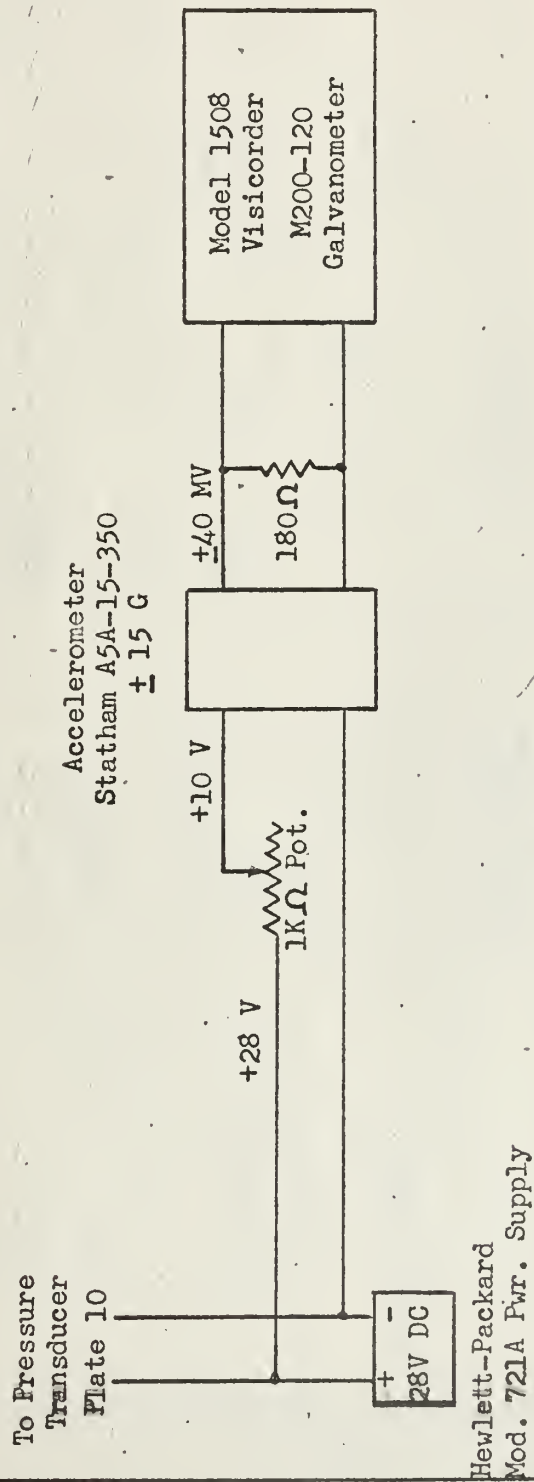 To Pressure
Transducer
Plate 10
+
-
28V DC
Hewlett-Packard
Mod. 721A Pwr. Supply
+28 V
1KΩ Pot.
+10 V
Accelerometer
Statham A5A-15-350
± 15 G
±40 MV
180Ω
Model 1508
Visicorder
M200-120
Galvanometer